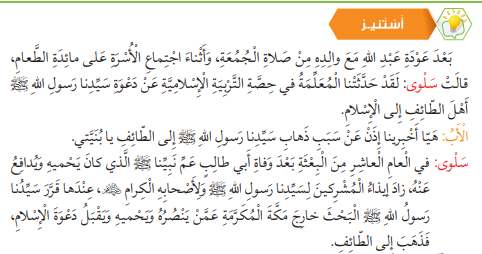 أَسْتَنيرُ
بَعْدَ عَوْدَةِ عَبْدِ اللهِ مَعَ والِدِهِ مِنْ صَلاةِ الْجُمُعَةِ، وَأَثْناءَ اجْتِماعِ الْأُسْرَةِ عَلى مائِدَةِ الطَّعامِ،
قالَتْ سَلْوى: لَقَدْ حَدَّثَتْنا الْمُعَلِّمَةُ في حِصَّةِ التَّرْبِيَةِ الْإِسْلامِيَّةِ عَنْ دَعْوَةِ سَيِّدِنا رَسولِ اللهِ ﷺ
أَهْلَ الطّائِفِ إِلى الْإِسْلامِ.
الْأَبُ: هَيّا أَخْبِرينا إِذَنْ عَنْ سَبَبِ ذَهابِ سَيِّدِنا رَسولِ اللهِ ﷺ إِلى الطّائِفِ يا بُنَيَّتي.
سَلْوى: في الْعامِ الْعاشِرِ مِنَ الْبِعْثَةِ بَعْدَ وَفاةِ أَبي طالِبٍ عَمِّ نَبِيِّنا ﷺ الَّذي كانَ يَحْميهِ وَيُدافِعُ
عَنْهُ، زادَ إيذاءُ الْمُشْرِكينَ لِسَيِّدِنا رَسولِ اللهِ ﷺ وَلِأَصْحابِهِ الْكِرامِ، عِنْدَها قَرَّرَ سَيِّدُنا
رَسولُ اللهِ ﷺ الْبَحْثَ خارِجَ مَكَّةَ الْمُكَرَّمَةِ عَمَّنْ يَنْصُرُهُ وَيَحْميهِ وَيَقْبَلُ دَعْوَةَ الْإِسْلامِ،
فَذَهَبَ إِلى الطّائِفِ.